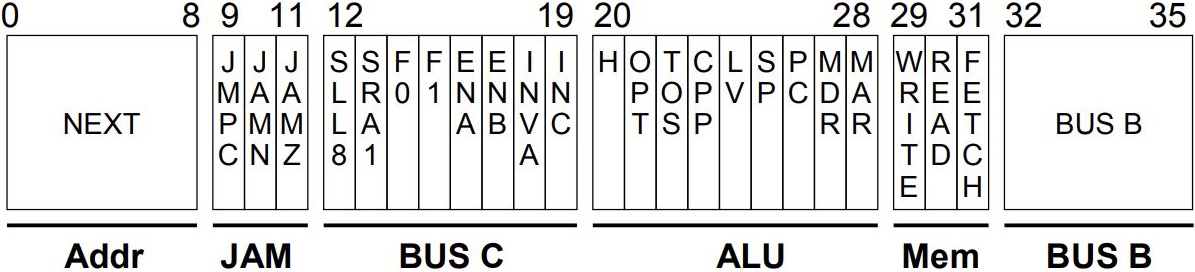 0 8 9 11 12 19 20 28 29 31 32 35
NEXT
JMPC
JAMN
JAMZ
SLL8
SRA1
F0
F1
ENA
ENB
INVA
INC
H
OPT
TOS
CPP
LV
SP
PC
MDR
MAR
WRITE
READ
FETCH
BUS B
Addr JAM BUS C ALU Mem BUS B